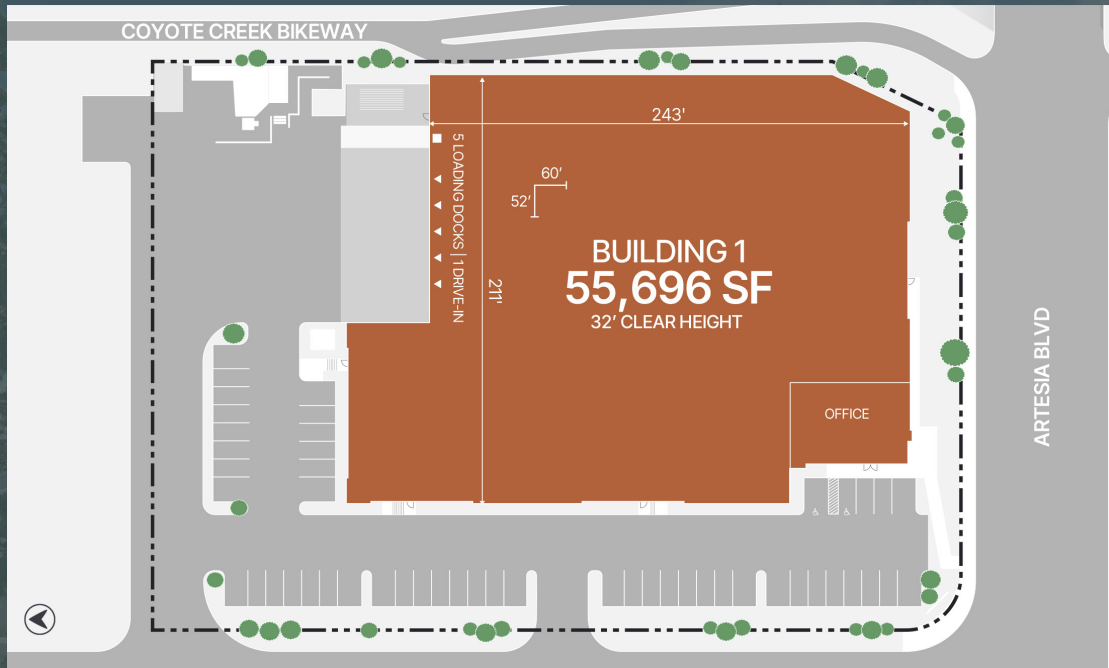 COYOTE CREEK BIKEWAY
243'
5 LOADING DOCKS | 1 DRIVE-IN
60'
52'
211'
BUILDING 1
55,696 SF
32' CLEAR HEIGHT
OFFICE
ARTESIA BLVD